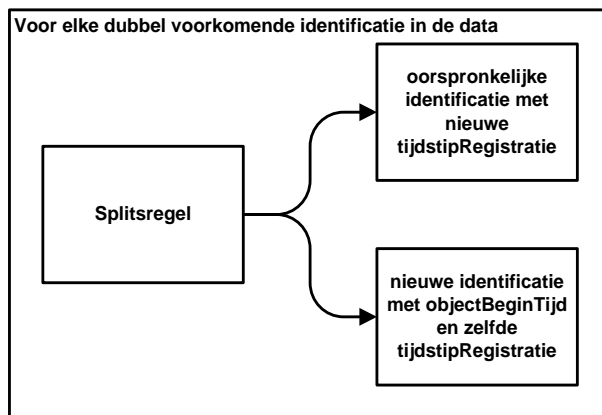 Voor elke dubbel voorkomende identificatie in de data
oorspronkelijke
identificatie met
nieuwe
tijdstipRegistratie
Splitsregel
nieuwe identificatie
met objectBeginTijd
en zelfde
tijdstipRegistratie